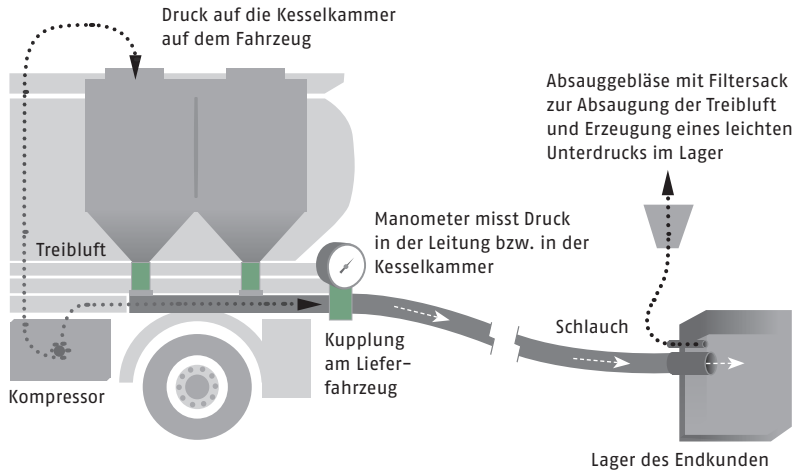 Druck auf die Kesselkammer
auf dem Fahrzeug
Absauggebläse mit Filtersack
zur Absaugung der Treibluft
und Erzeugung eines leichten
Unterdrucks im Lager
Manometer misst Druck
in der Leitung bzw. in der
Kesselkammer
Treibluft
Schlauch
Kupplung
am Liefer-
fahrzeug
Kompressor
Lager des Endkunden